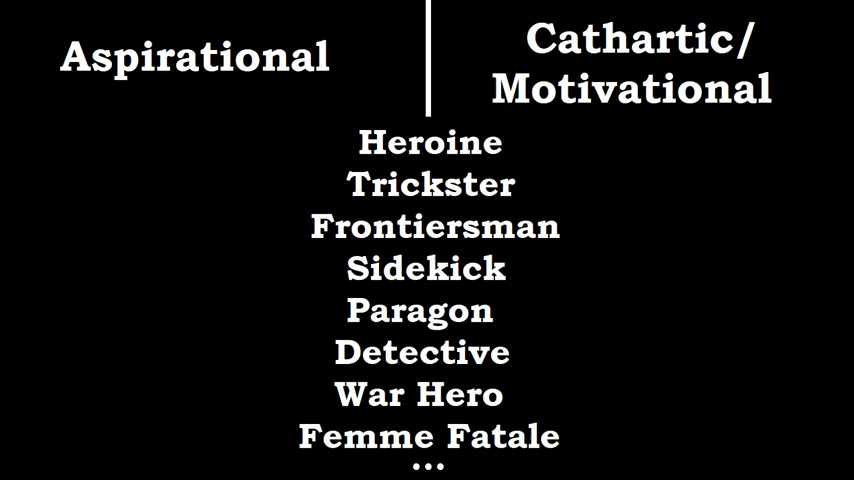 Aspirational
Cathartic/
Motivational
Heroine
Trickster
Frontiersman
Sidekick
Paragon
Detective
War Hero
Femme Fatale
...